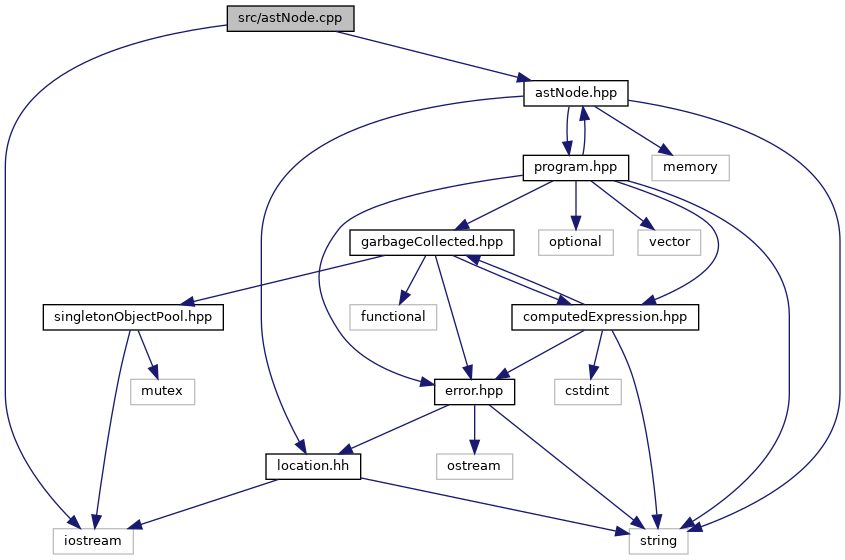 src/astNode.cpp
astNode.hpp
program.hpp
memory
garbageCollected.hpp
optional
vector
singletonObjectPool.hpp
functional
computedExpression.hpp
mutex
error.hpp
cstdint
location.hh
ostream
iostream
string